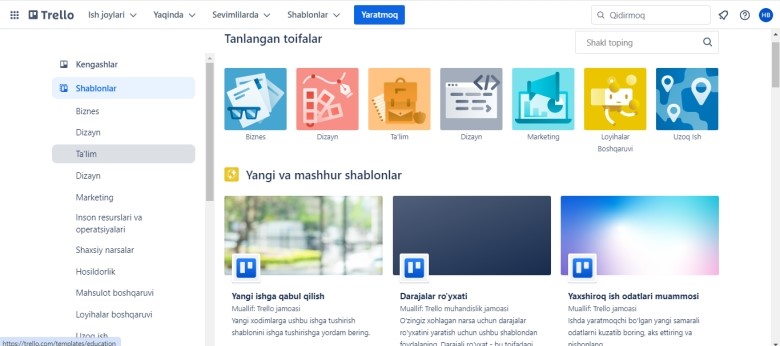 Trello
Ish joylari
Yaqinda
Sevimlilarda
Shablonlar
Yaratmoq
Qidirmoq
HB
Kengashlar
Shablonlar
Biznes
Dizayn
Ta'lim
Dizayn
Marketing
Inson resurslari va
operatsiyalari
Shaxsiy narsalar
Hosildorlik
Mahsulot boshqaruvi
Loyihalar boshqaruvi
Uzoq ish
https://trello.com/templates/education
Tanlangan toifalar
Shakl toping
Biznes
Dizayn
Ta'lim
Dizayn
Marketing
Loyihalar
Boshqaruvi
Uzoq Ish
Yangi va mashhur shablonlar
Yangi ishga qabul qilish
Muallif: Trello jamoasi
Yangi xodimlarga ushbu ishga tushirish
shablonini ishga tushirishga yordam bering.
Darajalar ro'yxati
Muallif: Trello muhandislik jamoasi
O'zingiz xohlagan narsa uchun darajalar
ro'yxatini yaratish uchun ushbu shablondan
foydalaning. Darajali ro'yxat - bu toifadagi
Yaxshiroq ish odatlari muammosi
Muallif: Trello jamoasi
Ishda yaratmoqchi bo'lgan yangi samarali
odatlarni kuzatib boring, aks ettiring va
nishonlang.